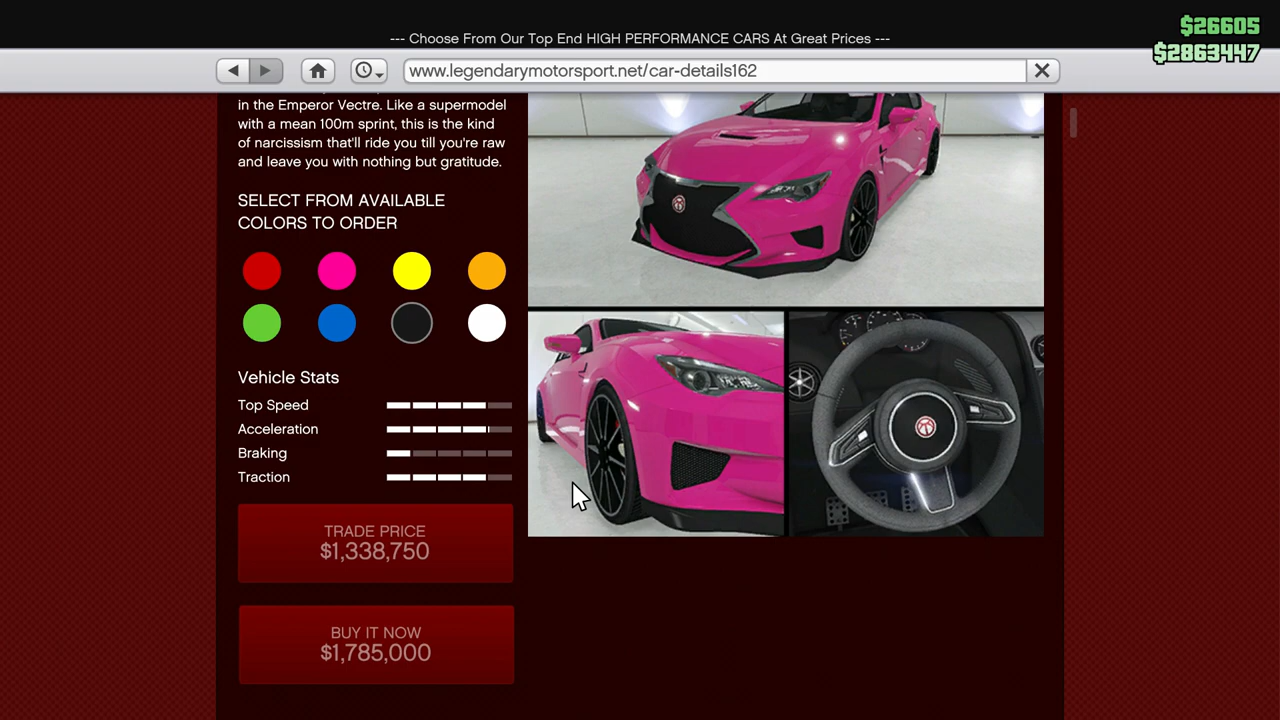 $26605
--- Choose From Our Top End HIGH PERFORMANCE CARS At Great Prices ---
$2863447
www.legendarymotorsport.net/car-details162
in the Emperor Vectre. Like a supermodel
with a mean 100m sprint, this is the kind
of narcissism that'll ride you till you're raw
and leave you with nothing but gratitude.
SELECT FROM AVAILABLE
COLORS TO ORDER
Vehicle Stats
Top Speed
Acceleration
Braking
Traction
TRADE PRICE
$1,338,750
BUY IT NOW
$1,785,000